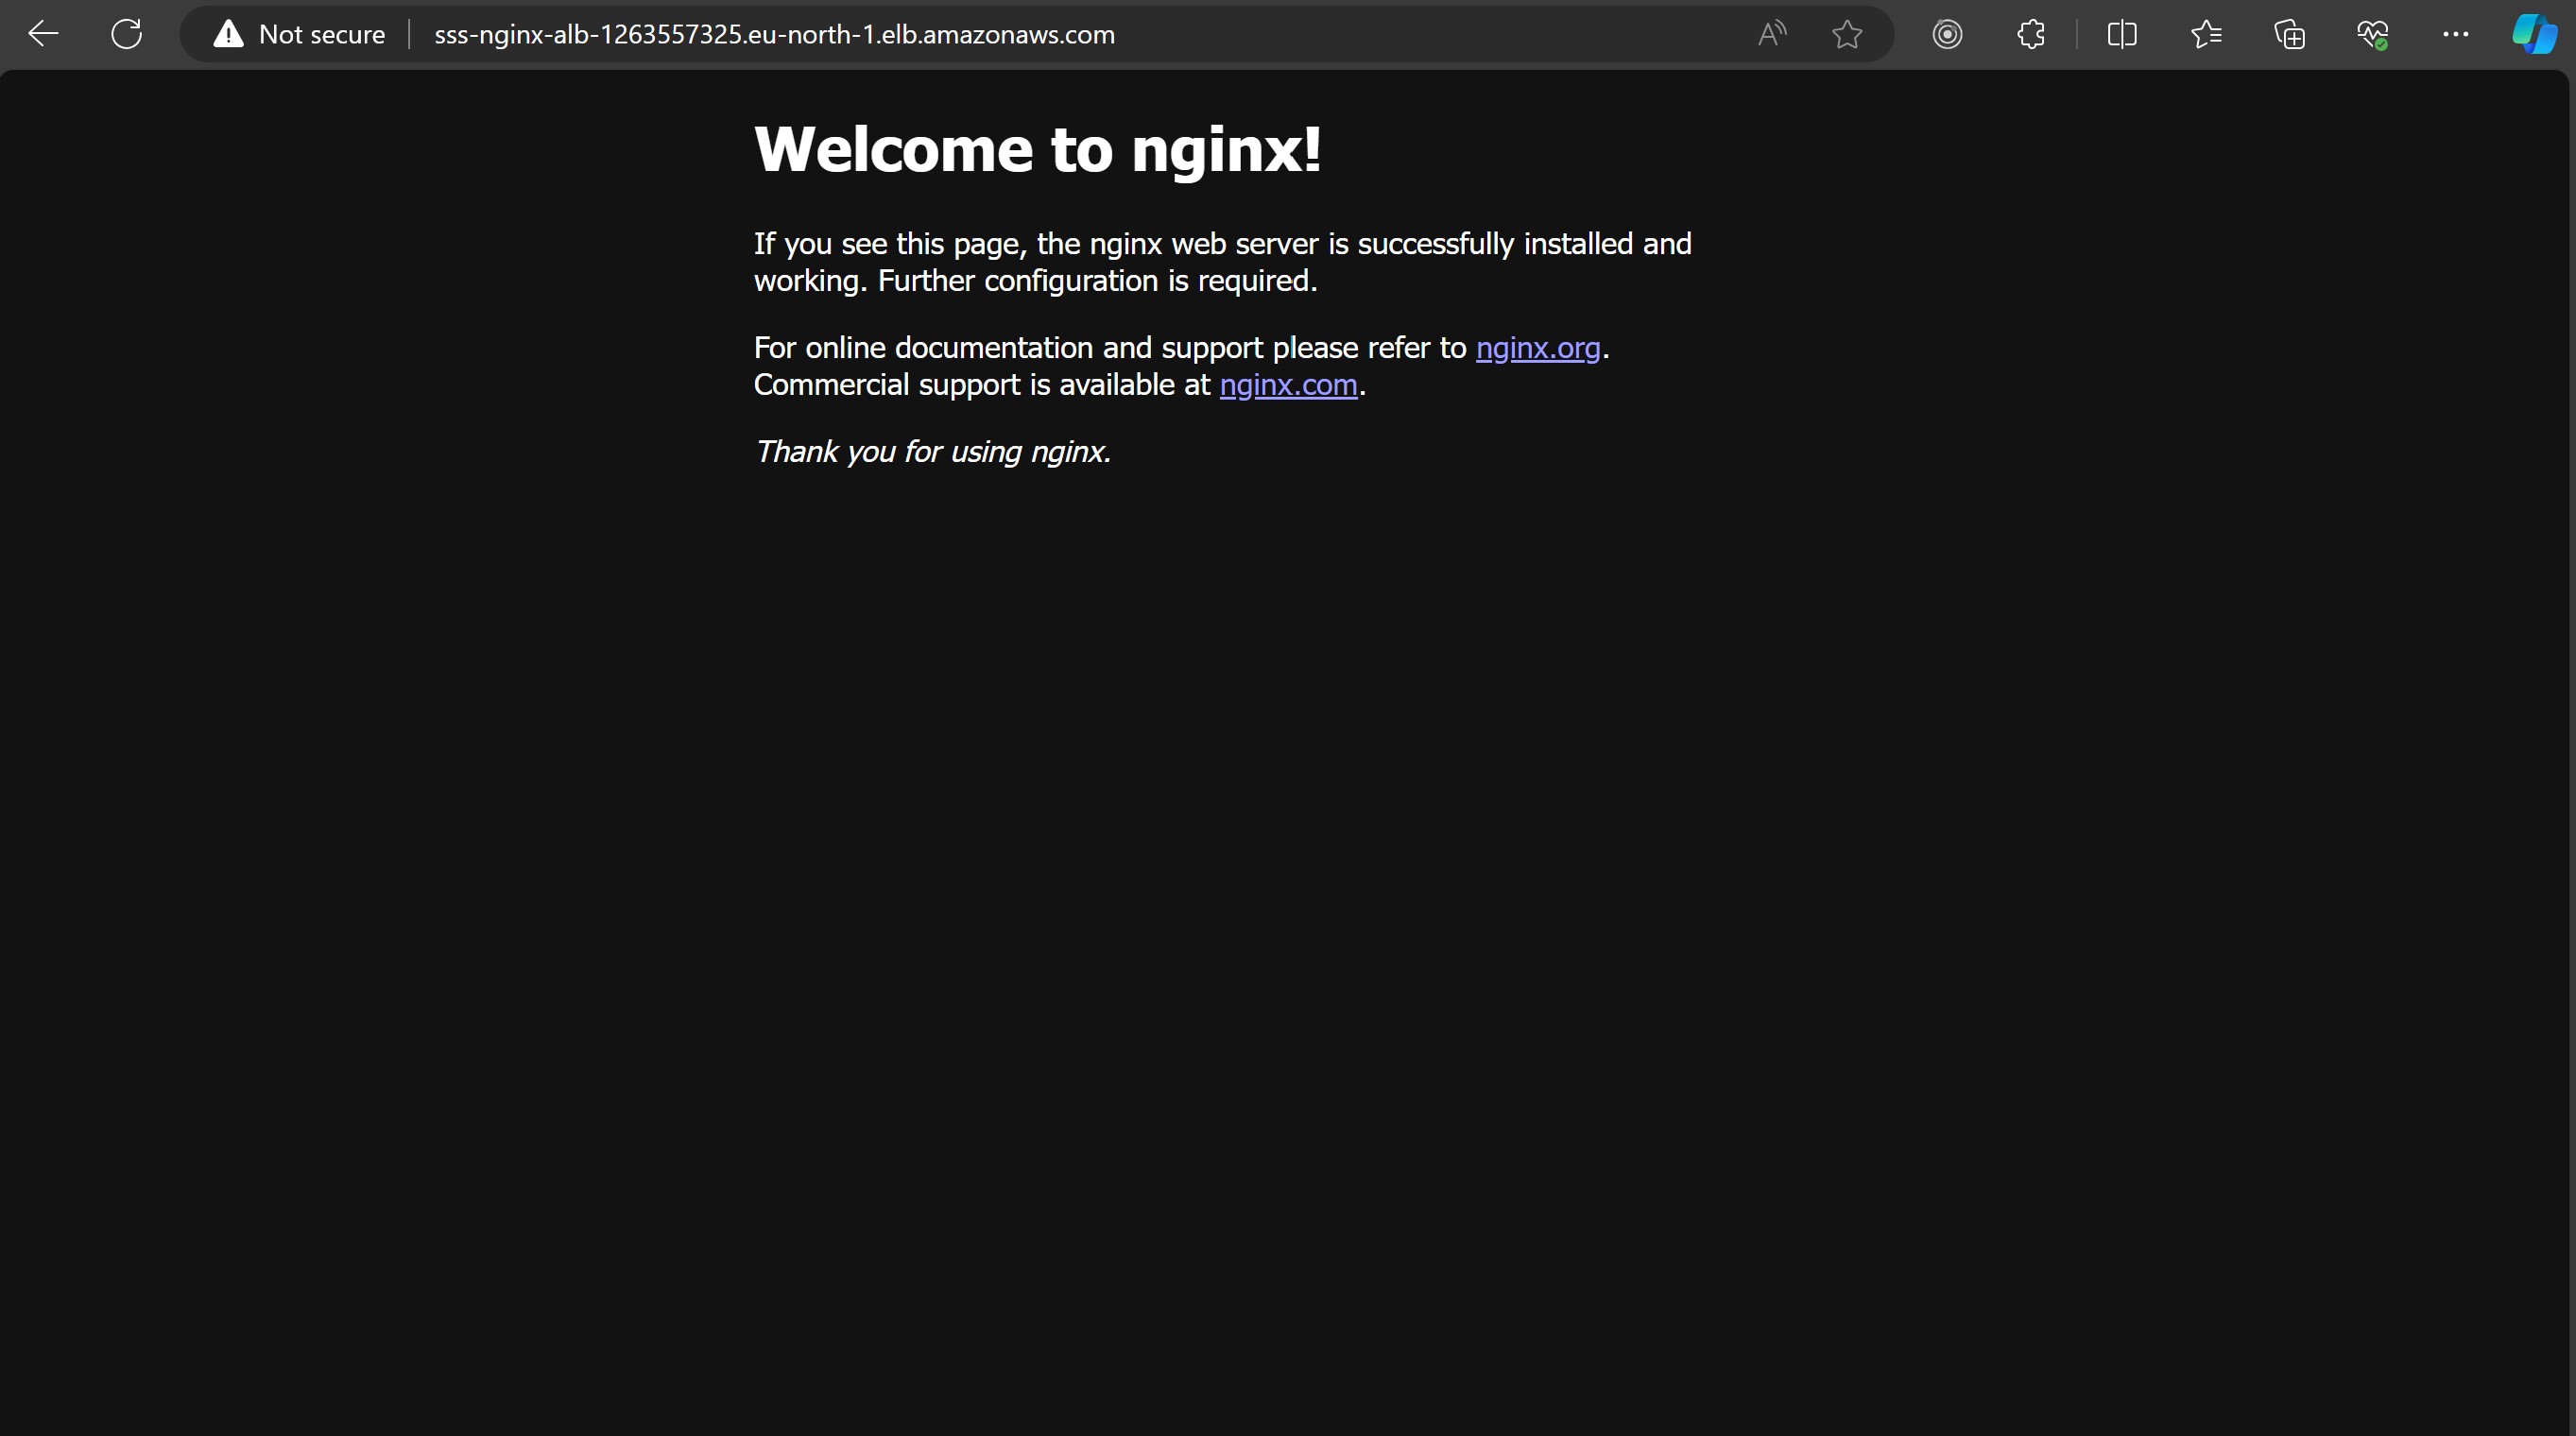 Not secure
sss-nginx-alb-1263557325.eu-north-1.elb.amazonaws.com
Welcome to nginx!
If you see this page, the nginx web server is successfully installed and
working. Further configuration is required.
For online documentation and support please refer to nginx.org.
Commercial support is available at nginx.com.
Thank you for using nginx.